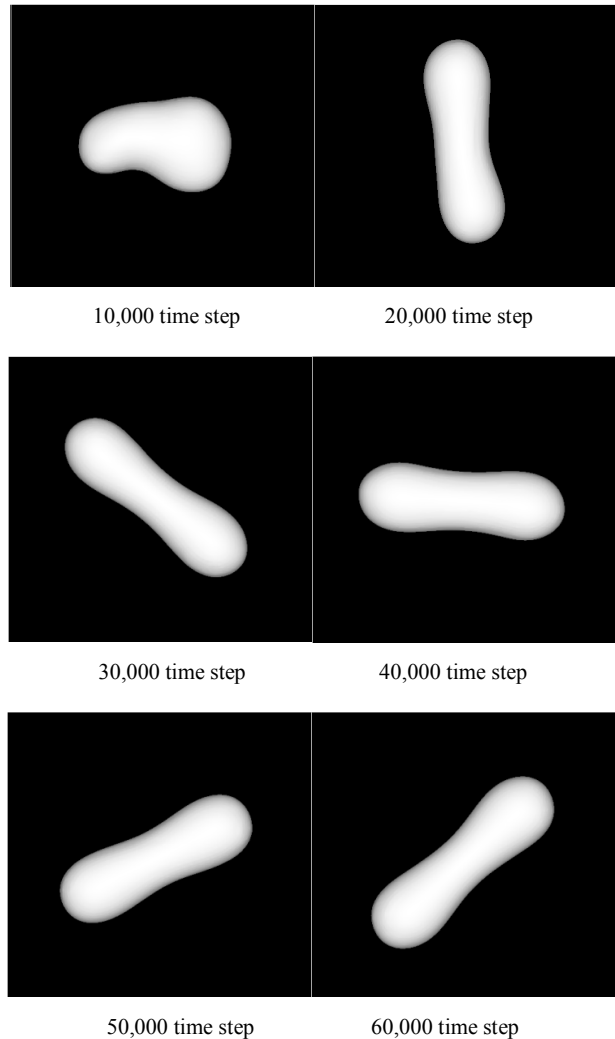 10,000 time step
20,000 time step
30,000 time step
40,000 time step
50,000 time step
60,000 time step